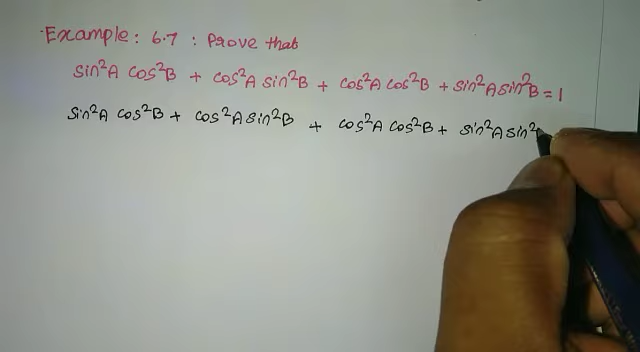 Example: 6.7 : Prove that
sin²A cos²B + cos²A sin²B + cos²A cos²B + sin²A sin²B = 1
sin²A cos²B + cos²A sin²B + cos²A cos²B + sin²A sin²